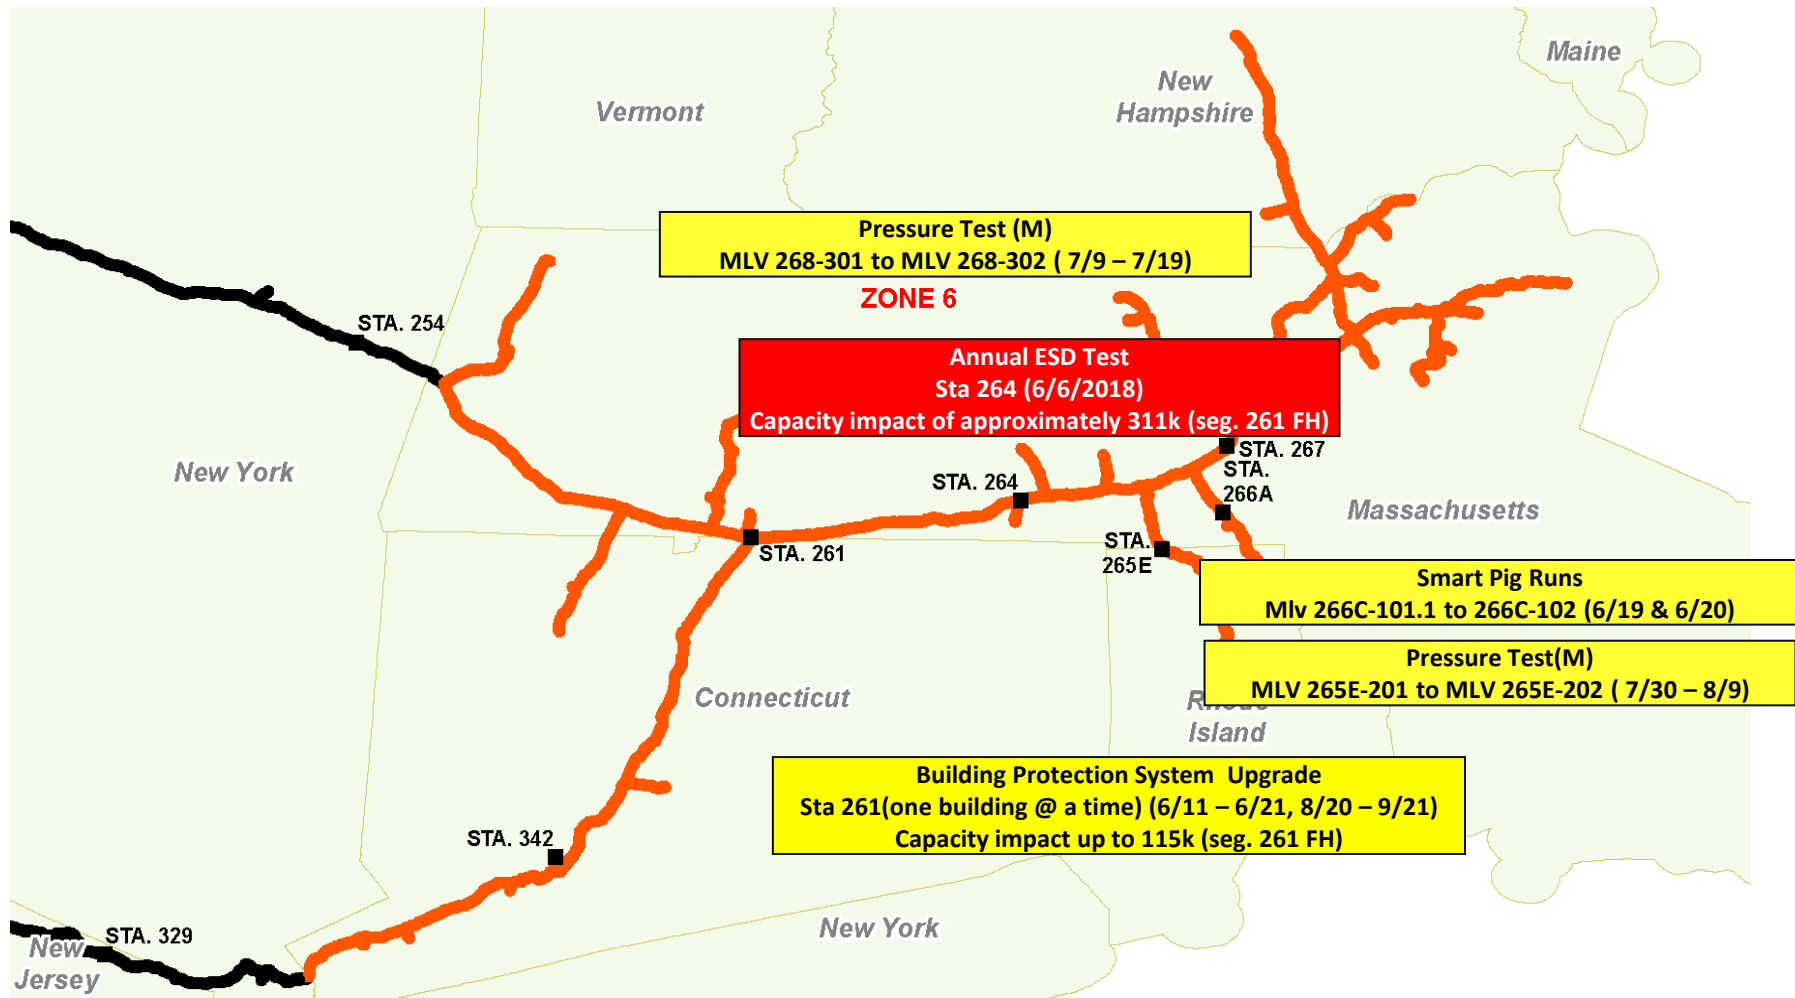 Maine
New
Hampshire
Vermont
Pressure Test (M)
MLV 268-301 to MLV 268-302 ( 7/9 – 7/19)
ZONE 6
STA. 254
Annual ESD Test
Sta 264 (6/6/2018)
Capacity impact of approximately 311k (seg. 261 FH)
New York
STA. 267
STA.
266A
STA. 264
Massachusetts
STA. 261
STA.
265E
Smart Pig Runs
Mlv 266C-101.1 to 266C-102 (6/19 & 6/20)
Pressure Test(M)
MLV 265E-201 to MLV 265E-202 ( 7/30 – 8/9)
Connecticut
Rhode
Island
Building Protection System  Upgrade
Sta 261(one building @ a time) (6/11 – 6/21, 8/20 – 9/21)
Capacity impact up to 115k (seg. 261 FH)
STA. 342
New York
STA. 329
New
Jersey